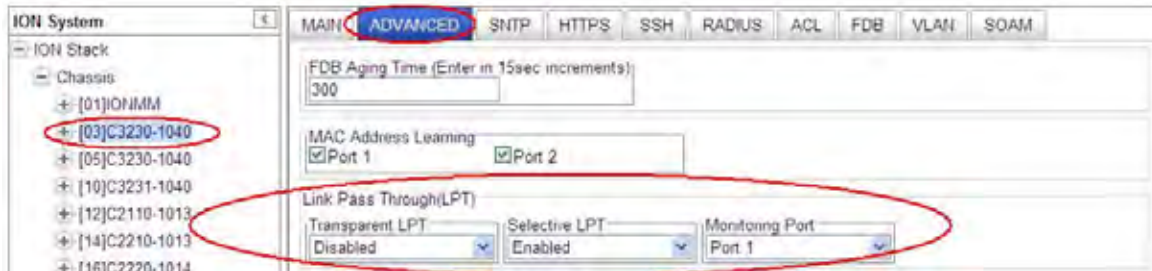 ION System
MAIN ADVANCED SNTP HTTPS SSH RADIUS ACL FDB VLAN SOAM
ION Stack
Chassis
[01]IONMM
[03]C3230-1040
[05]C3230-1040
[10]C3231-1040
[12]C2110-1013
[14]C2210-1013
[16]C2220-1014
FDB Aging Time (Enter in 15sec increments)
300
MAC Address Learning
Port 1 Port 2
Link Pass Through(LPT)
Transparent LPT Selective LPT Monitoring Port
Disabled Enabled Port 1